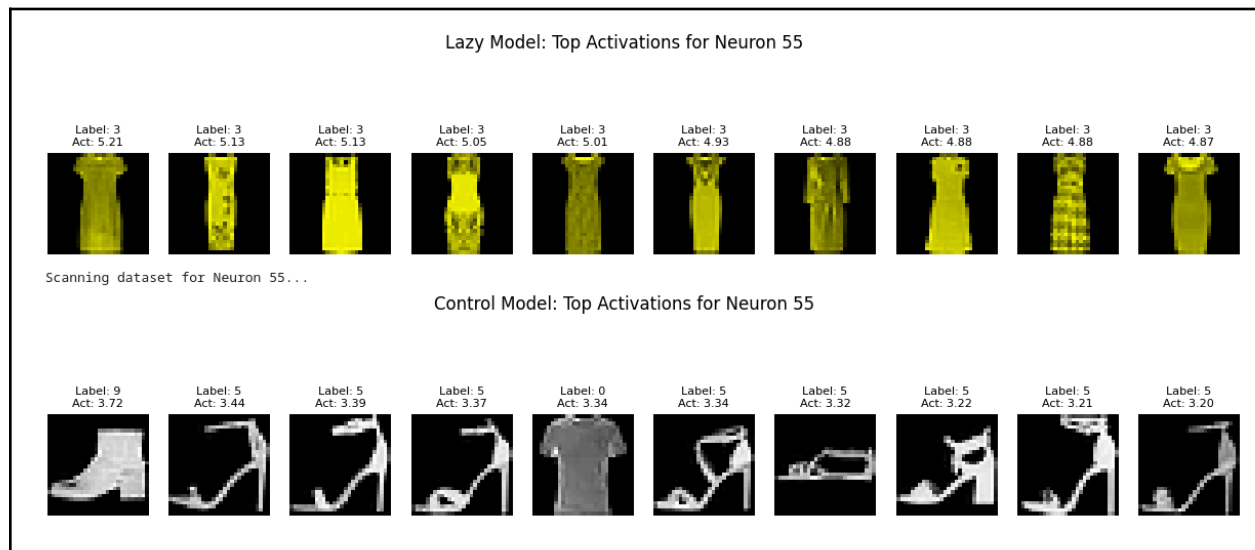 Lazy Model: Top Activations for Neuron 55
Label: 3 Label: 3 Label: 3 Label: 3 Label: 3 Label: 3 Label: 3 Label: 3 Label: 3 Label: 3
Act: 5.21 Act: 5.13 Act: 5.13 Act: 5.05 Act: 5.01 Act: 4.93 Act: 4.88 Act: 4.88 Act: 4.88 Act: 4.87
Scanning dataset for Neuron 55...
Control Model: Top Activations for Neuron 55
Label: 9 Label: 5 Label: 5 Label: 5 Label: 0 Label: 5 Label: 5 Label: 5 Label: 5 Label: 5
Act: 3.72 Act: 3.44 Act: 3.39 Act: 3.37 Act: 3.34 Act: 3.34 Act: 3.32 Act: 3.22 Act: 3.21 Act: 3.20